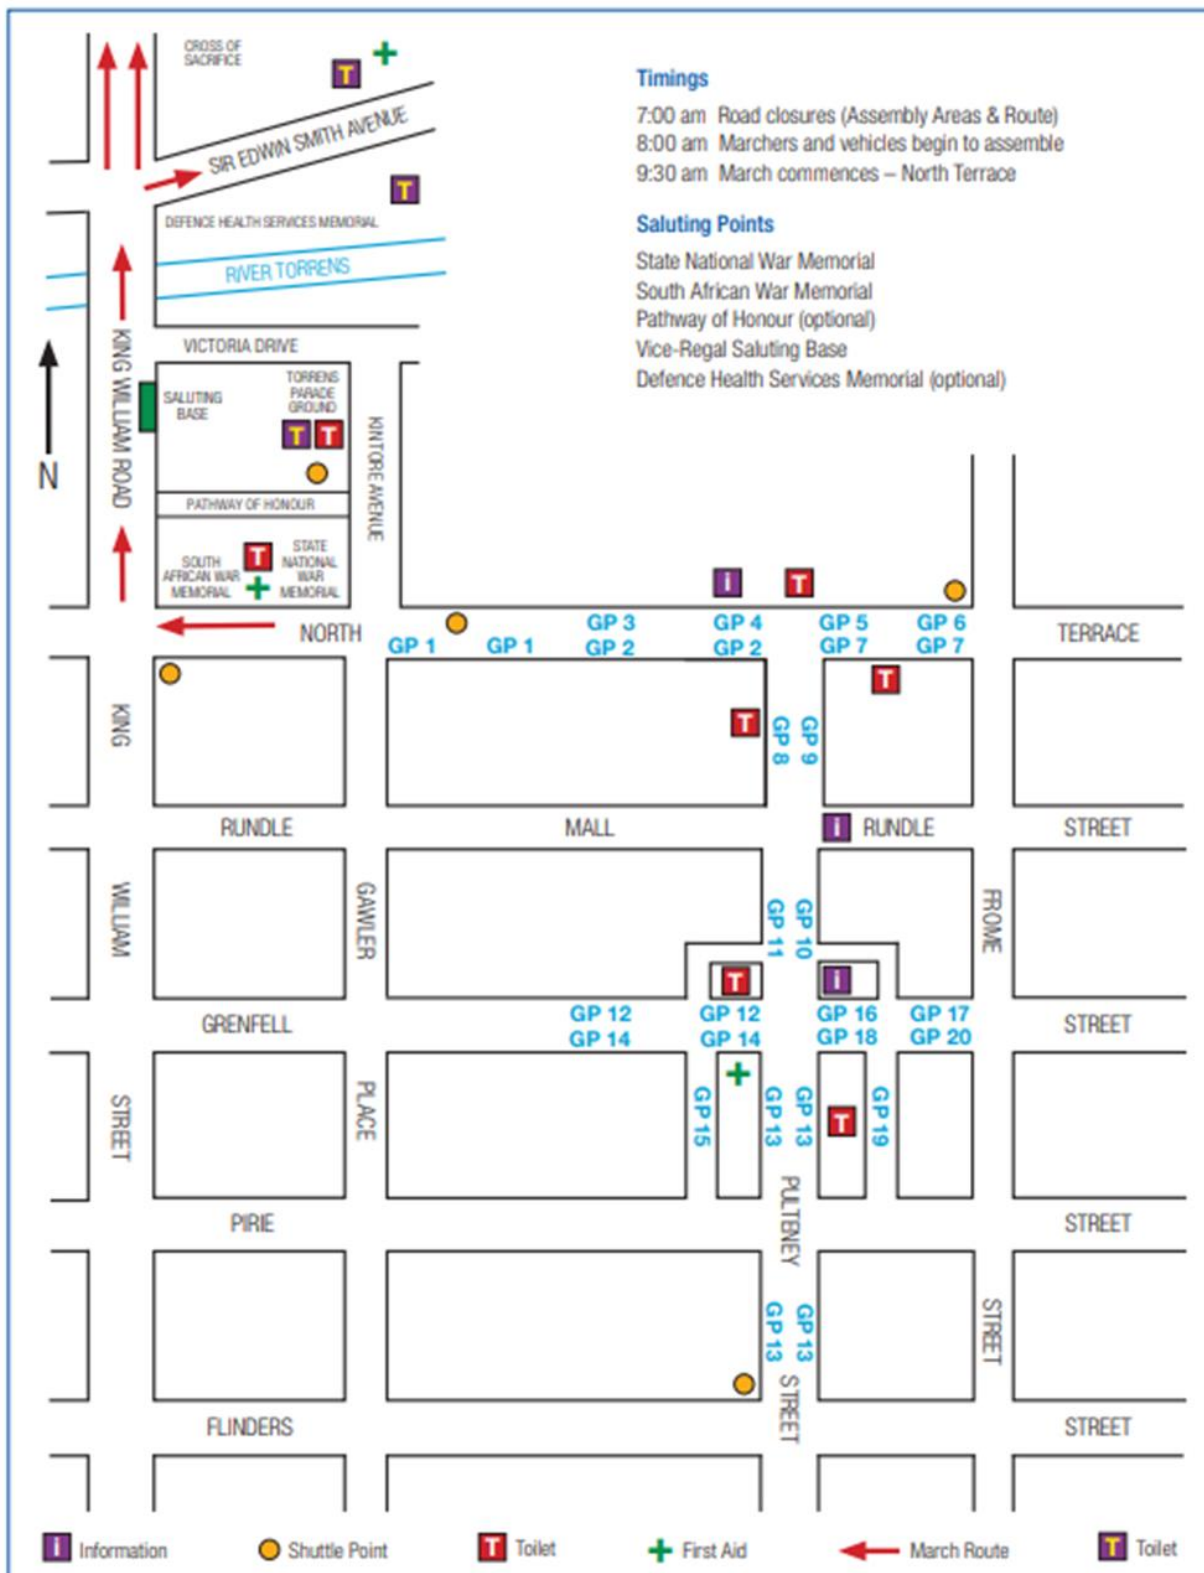 CROSS OF
SACRIFICE
T
SIR EDWIN SMITH AVENUE
T
DEFENCE HEALTH SERVICES MEMORIAL
RIVER TORRENS
Timings
7:00 am Road closures (Assembly Areas & Route)
8:00 am Marchers and vehicles begin to assemble
9:30 am March commences – North Terrace
Saluting Points
State National War Memorial
South African War Memorial
Pathway of Honour (optional)
Vice-Regal Saluting Base
Defence Health Services Memorial (optional)
VICTORIA DRIVE
N
KING WILLIAM ROAD
SALUTING
BASE
TORRENS
PARADE
GROUND
T T
KINTORE AVENUE
PATHWAY OF HONOUR
SOUTH
AFRICAN WAR
MEMORIAL
T
STATE
NATIONAL
WAR
MEMORIAL
i T
NORTH TERRACE
GP 3 GP 4 GP 5 GP 6
GP 1 GP 1 GP 2 GP 2 GP 7 GP 7
T
T
GP 8
GP 9
KING
RUNDLE MALL i RUNDLE STREET
WILLIAM
GAWLER
GP 11
GP 10
FROME
T i
GRENFELL STREET
GP 12 GP 12 GP 16 GP 17
GP 14 GP 14 GP 18 GP 20
STREET
PLACE
GP 15
GP 13
GP 13
T
GP 19
PIRIE STREET
PULTENEY
GP 13
GP 13
STREET
STREET
FLINDERS STREET
i Information
Shuttle Point
T Toilet
First Aid
March Route
T Toilet